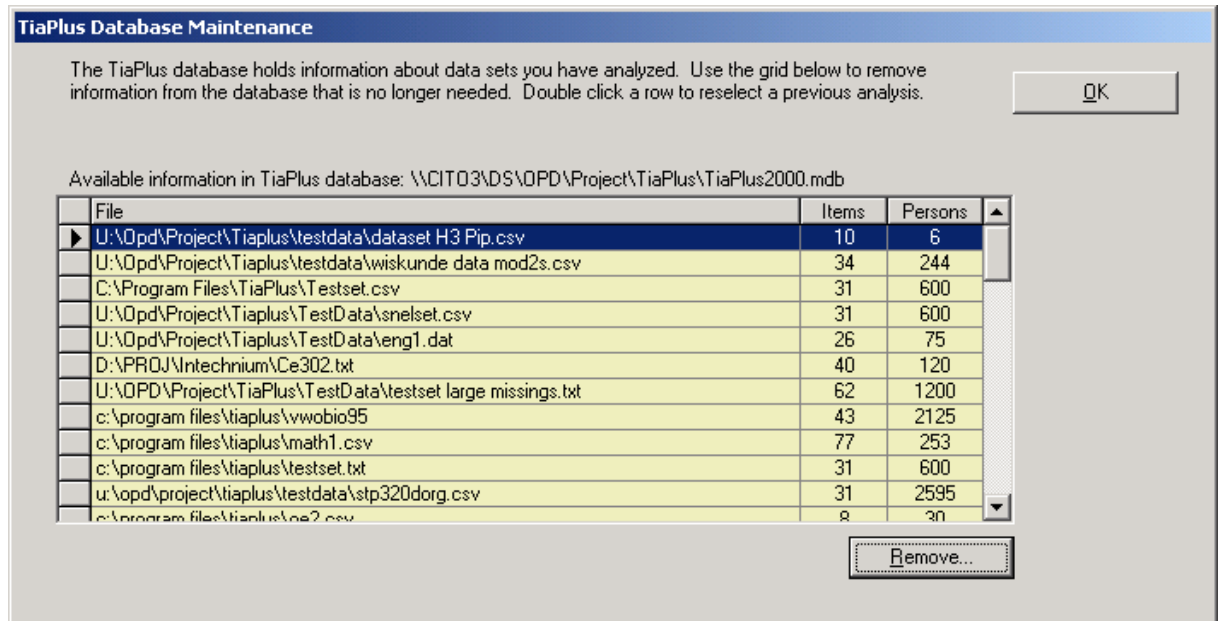 TiaPlus Database Maintenance
The TiaPlus database holds information about data sets you have analyzed. Use the grid below to remove
information from the database that is no longer needed. Double click a row to reselect a previous analysis.
OK
Available information in TiaPlus database: \\CITO3\DS\OPD\Project\TiaPlus\TiaPlus2000.mdb
File Items Persons
U:\Opd\Project\Tiaplus\testdata\dataset H3 Pip.csv 10 6
U:\Opd\Project\Tiaplus\testdata\wiskunde data mod2s.csv 34 244
C:\Program Files\TiaPlus\Testset.csv 31 600
U:\Opd\Project\Tiaplus\TestData\snelset.csv 31 600
U:\Opd\Project\Tiaplus\TestData\eng1.dat 26 75
D:\PROJ\Intechnium\Ce302.txt 40 120
U:\OPD\Project\TiaPlus\TestData\testset large missings.txt 62 1200
c:\program files\tiaplus\vwobio95 43 2125
c:\program files\tiaplus\math1.csv 77 253
c:\program files\tiaplus\testset.txt 31 600
u:\opd\project\tiaplus\testdata\stp320dorg.csv 31 2595
c:\program files\tiaplus\oe2.csv 8 30
Remove...